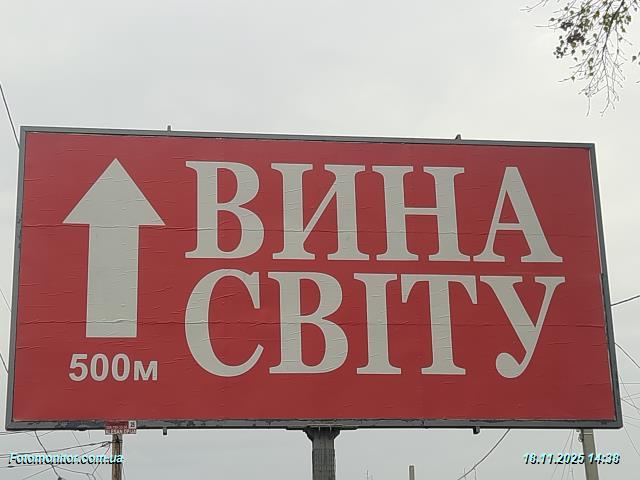 ВИНА
СВІТУ
500м
Fotomonitor.com.ua
18.11.2025 14:38